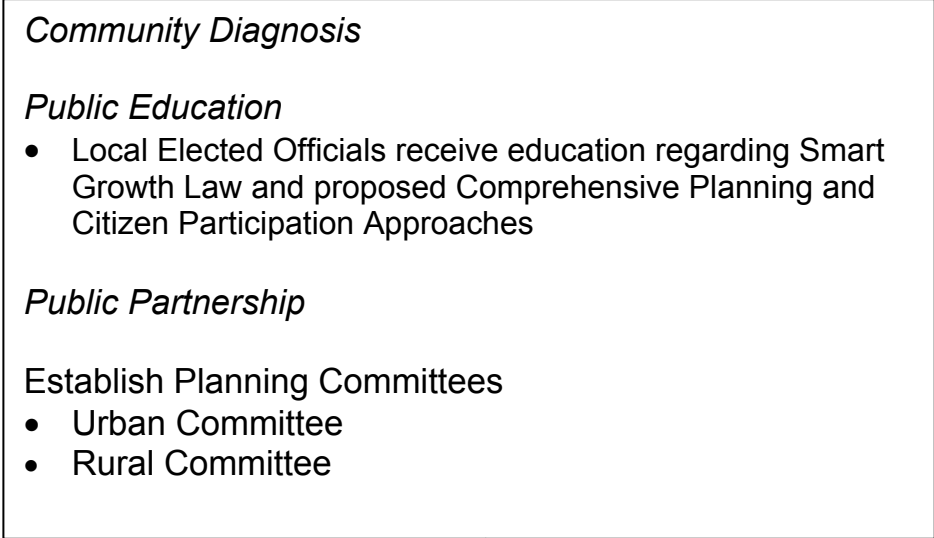 Community Diagnosis
Public Education
• Local Elected Officials receive education regarding Smart
Growth Law and proposed Comprehensive Planning and
Citizen Participation Approaches
Public Partnership
Establish Planning Committees
• Urban Committee
• Rural Committee